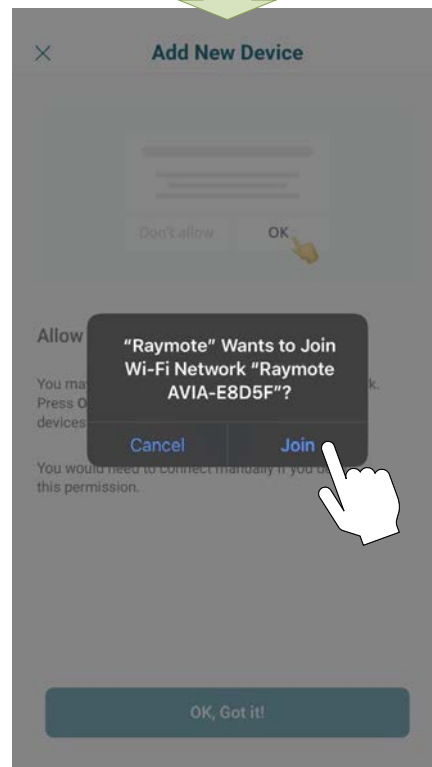 Add New Device
Don't allow
OK
Allow
"Raymote" Wants to Join
Wi-Fi Network "Raymote
AVIA-E8D5F"?
You ma k.
Press O
devices
Cancel
Join
You would need to connect manually if you
this permission.
OK, Got it!